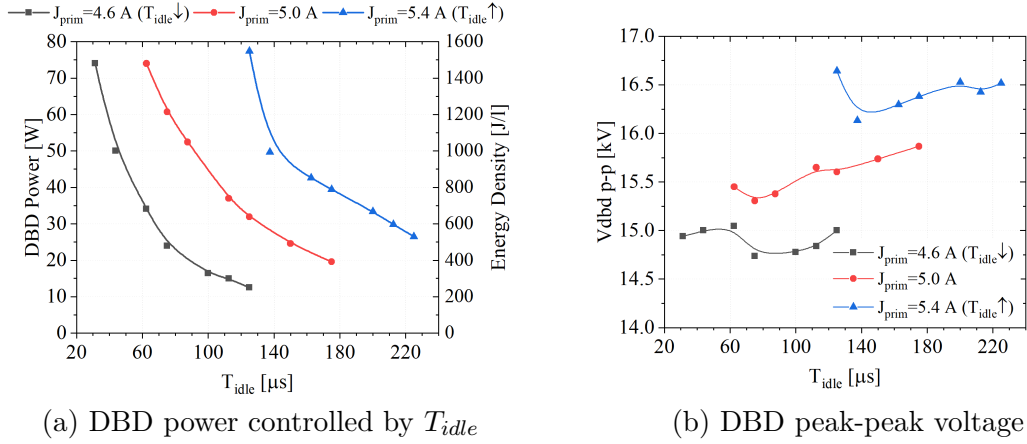 J_prim=4.6 A (T_idle↓) J_prim=5.0 A J_prim=5.4 A (T_idle↑)
80
70
60
50
40
30
20
10
0
DBD Power [W]
1600
1400
1200
1000
800
600
400
200
0
Energy Density [J/l]
20 60 100 140 180 220
T_idle [μs]
(a) DBD power controlled by T_idle
17.0
16.5
16.0
15.5
15.0
14.5
14.0
Vdbd p-p [kV]
J_prim=4.6 A (T_idle↓)
J_prim=5.0 A
J_prim=5.4 A (T_idle↑)
20 60 100 140 180 220
T_idle [μs]
(b) DBD peak-peak voltage